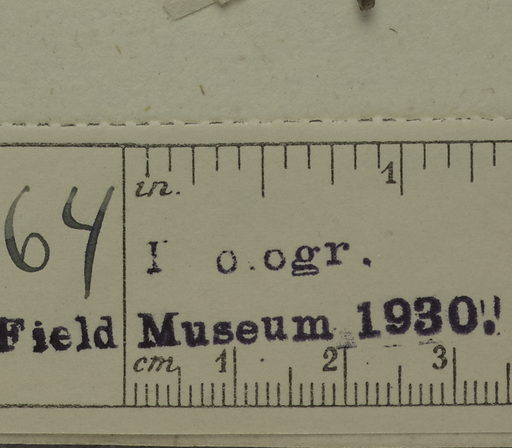 in. 1
64
o.ogr.
Field Museum 1930.
cm 1 2 3